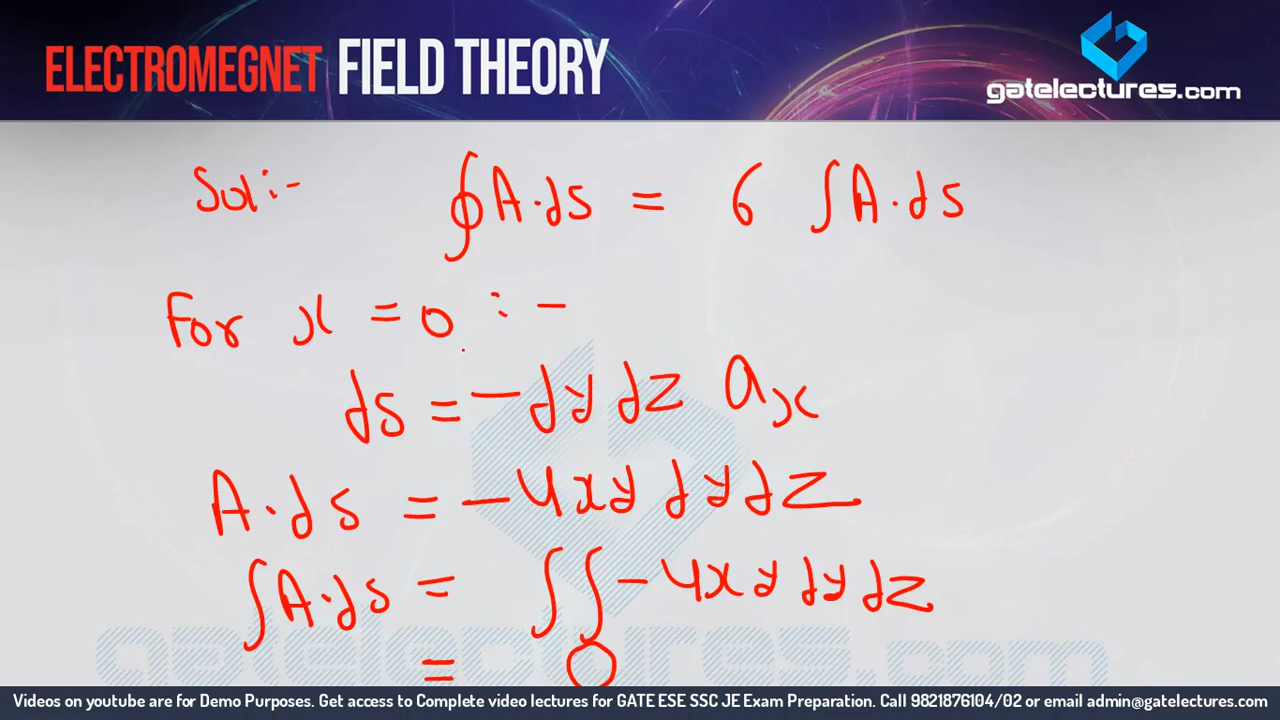 ELECTROMEGNET FIELD THEORY
gatelectures.com
Sol:-
∮A·ds = 6 ∫A·ds
For x = 0 :-
ds = -dy dz ax
A·ds = -4xy dy dz
∫A·ds = ∫∫ -4xy dy dz
= 0
gatelectures.com
Videos on youtube are for Demo Purposes. Get access to Complete video lectures for GATE ESE SSC JE Exam Preparation. Call 9821876104/02 or email admin@gatelectures.com